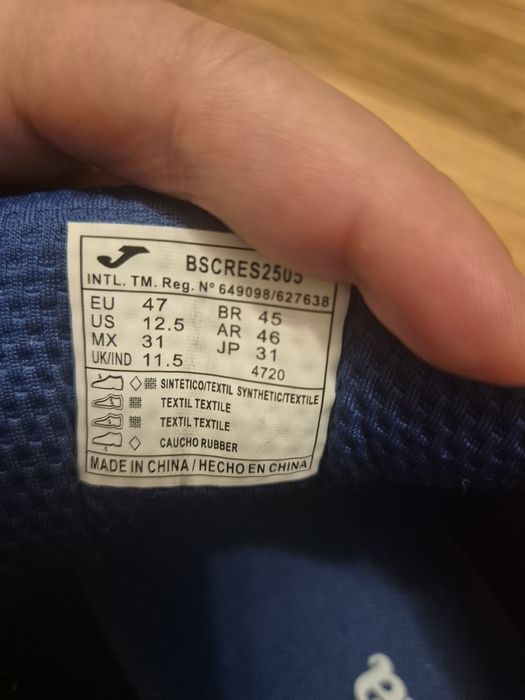 BSCRES2505
INTL. TM. Reg. Nº 649098/627638
EU 47 BR 45
US 12.5 AR 46
MX 31 JP 31
UK/IND 11.5 4720
SINTETICO/TEXTIL SYNTHETIC/TEXTILE
TEXTIL TEXTILE
TEXTIL TEXTILE
CAUCHO RUBBER
MADE IN CHINA / HECHO EN CHINA